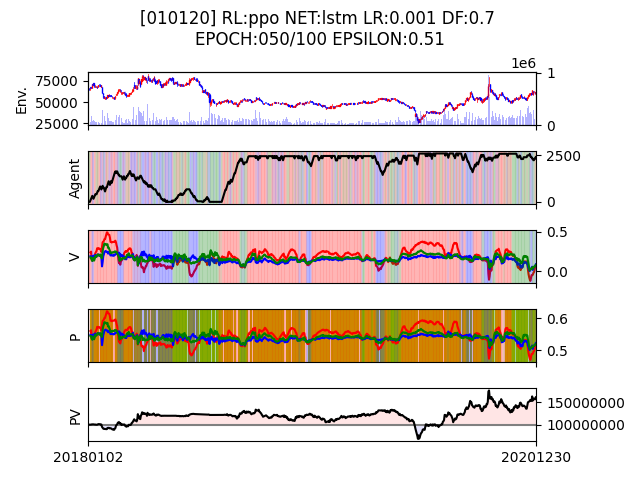 [010120] RL:ppo NET:lstm LR:0.001 DF:0.7
EPOCH:050/100 EPSILON:0.51
1e6
Env.
75000
50000
25000
1
0
Agent
2500
0
V
0.5
0.0
P
0.6
0.5
PV
150000000
100000000
20180102
20201230